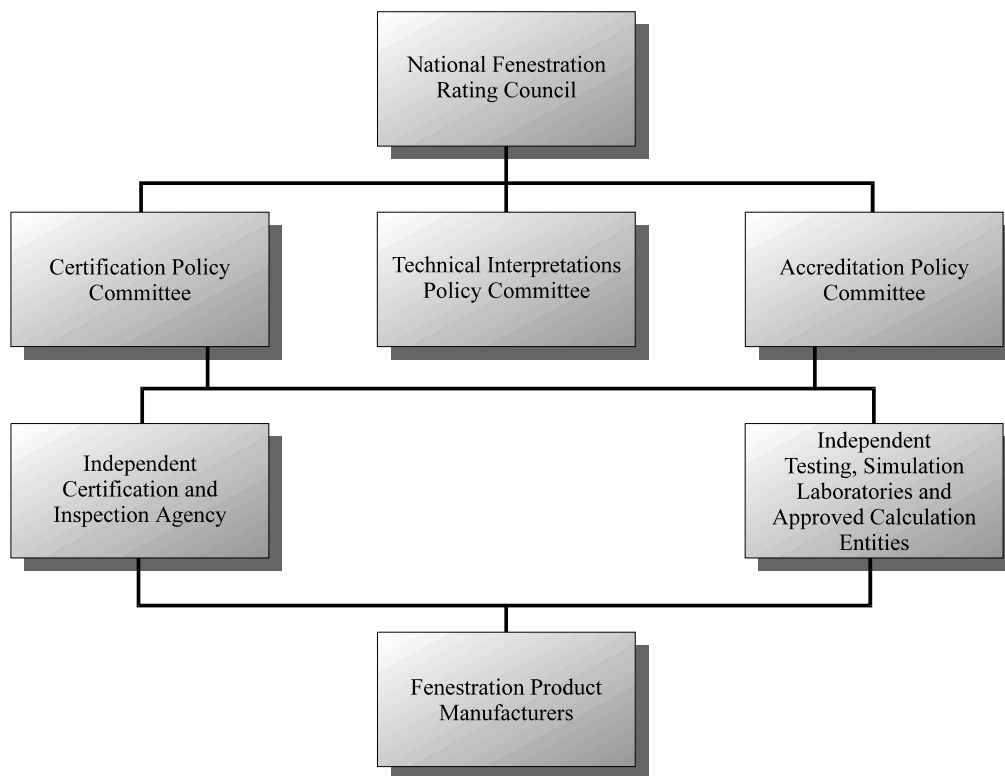 National Fenestration
Rating Council
Certification Policy
Committee
Technical Interpretations
Policy Committee
Accreditation Policy
Committee
Independent
Certification and
Inspection Agency
Independent
Testing, Simulation
Laboratories and
Approved Calculation
Entities
Fenestration Product
Manufacturers